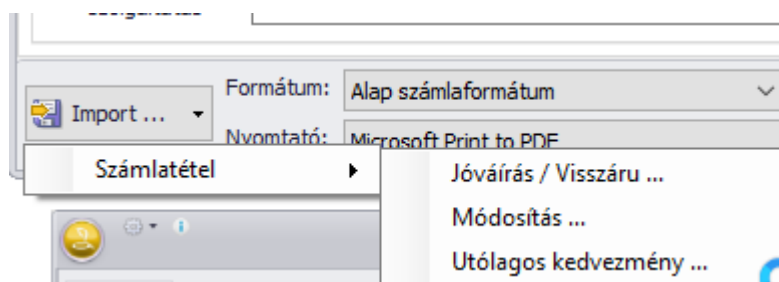 Formátum: Alap számlaformátum
Import ...
Nyomtató: Microsoft Print to PDF
Számlatétel
Jóváírás / Visszáru ...
Módosítás ...
Utólagos kedvezmény ...